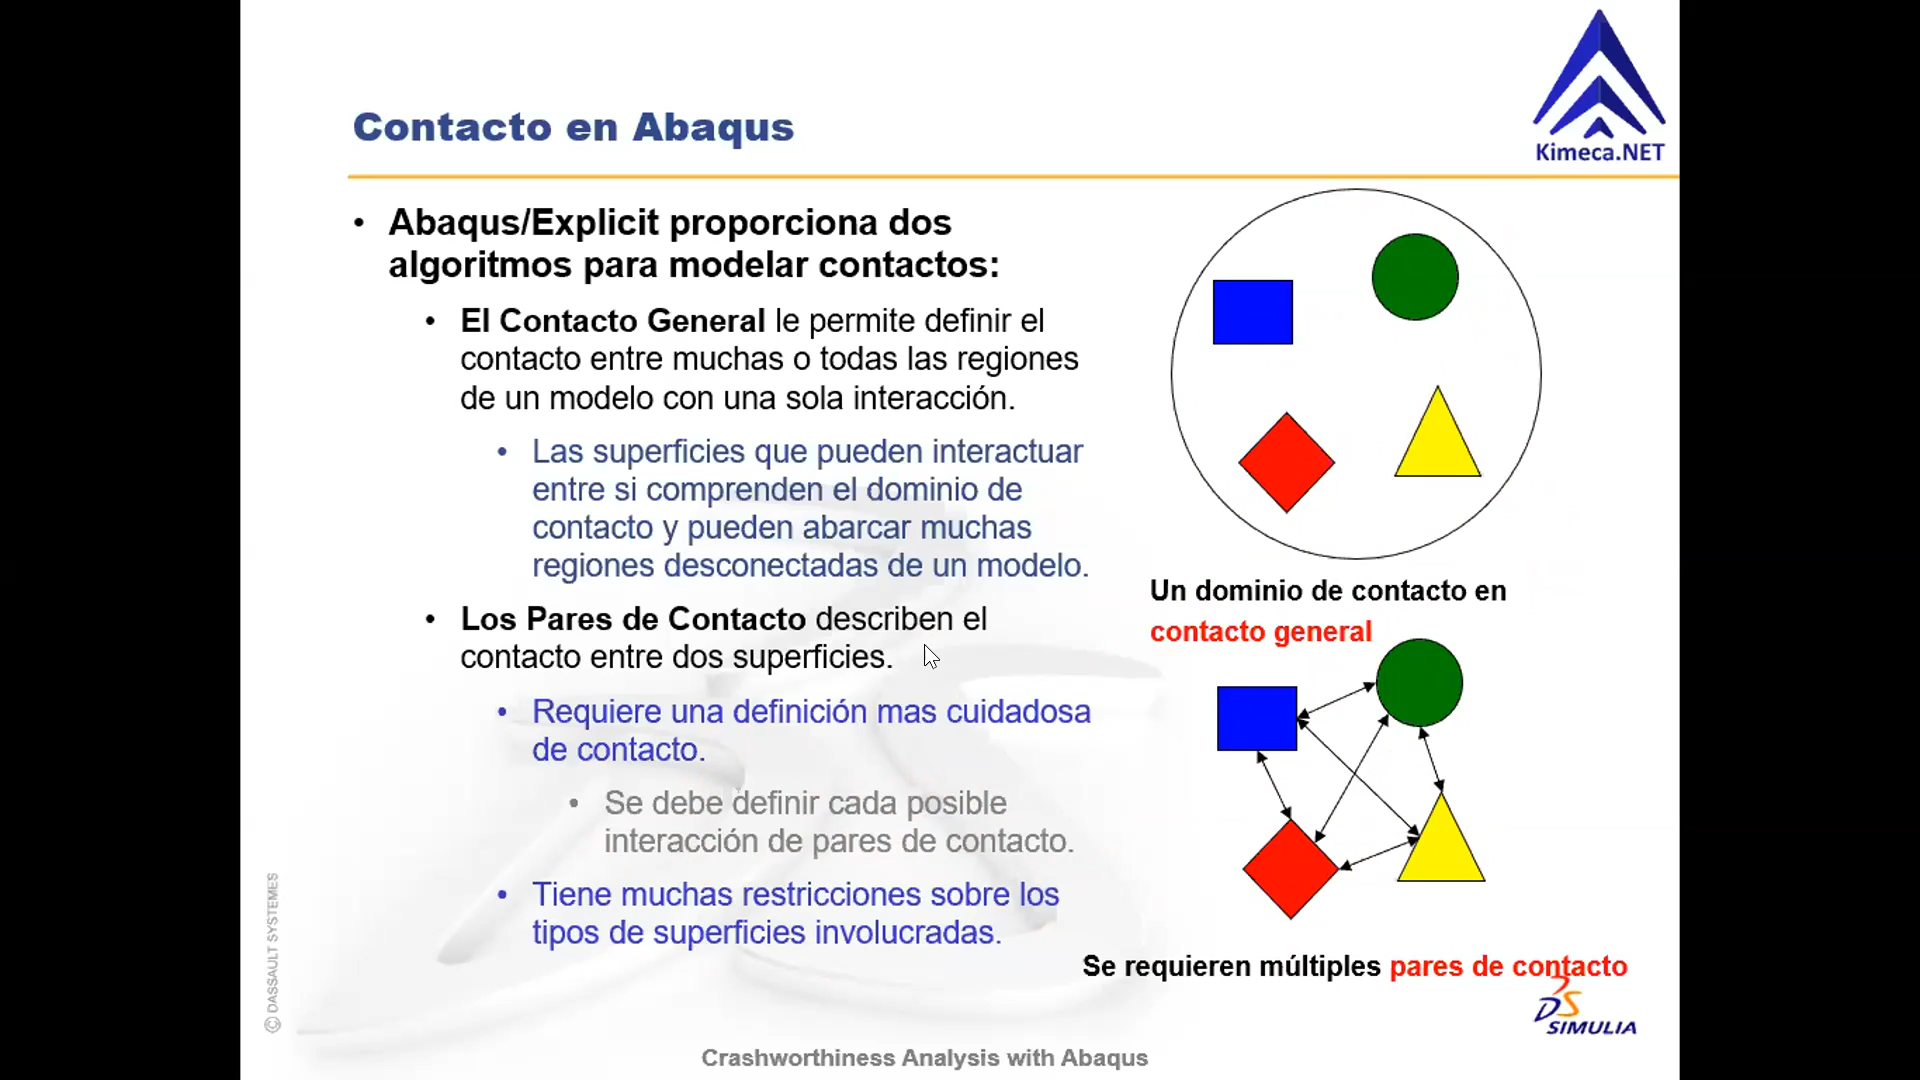 Kimeca.NET
Contacto en Abaqus
• Abaqus/Explicit proporciona dos
algoritmos para modelar contactos:
• El Contacto General le permite definir el
contacto entre muchas o todas las regiones
de un modelo con una sola interacción.
• Las superficies que pueden interactuar
entre si comprenden el dominio de
contacto y pueden abarcar muchas
regiones desconectadas de un modelo.
• Los Pares de Contacto describen el
contacto entre dos superficies.
• Requiere una definición mas cuidadosa
de contacto.
• Se debe definir cada posible
interacción de pares de contacto.
• Tiene muchas restricciones sobre los
tipos de superficies involucradas.
Un dominio de contacto en
contacto general
Se requieren múltiples pares de contacto
DS
SIMULIA
© DASSAULT SYSTEMES
Crashworthiness Analysis with Abaqus